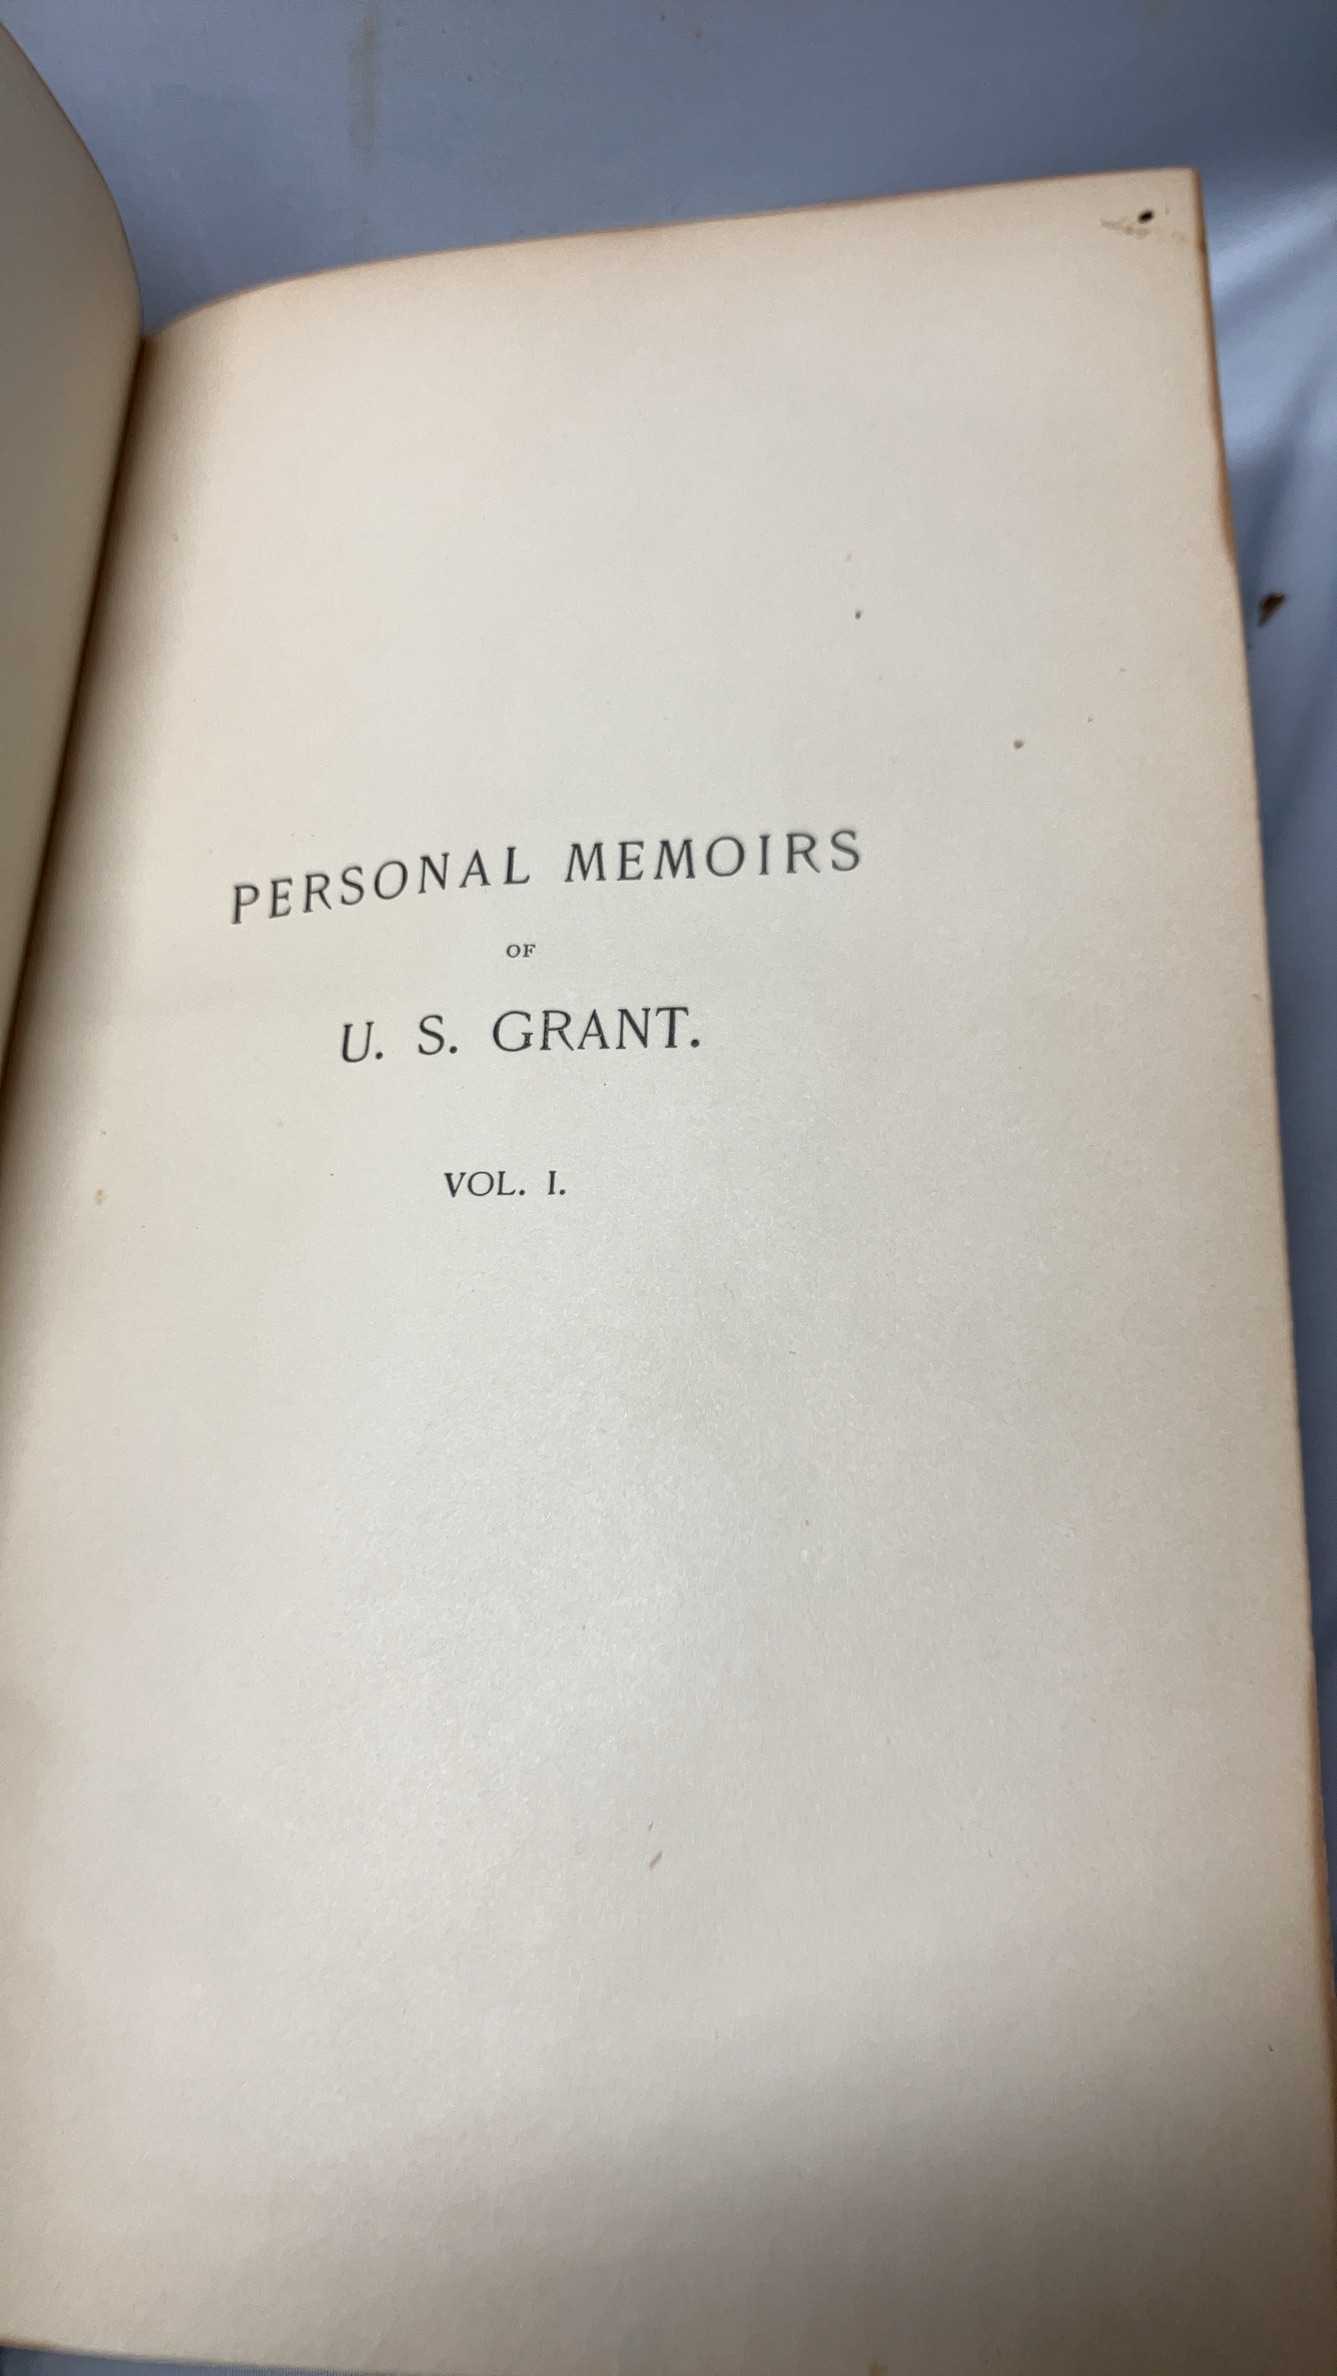 PERSONAL MEMOIRS
OF
U. S. GRANT.
VOL. I.